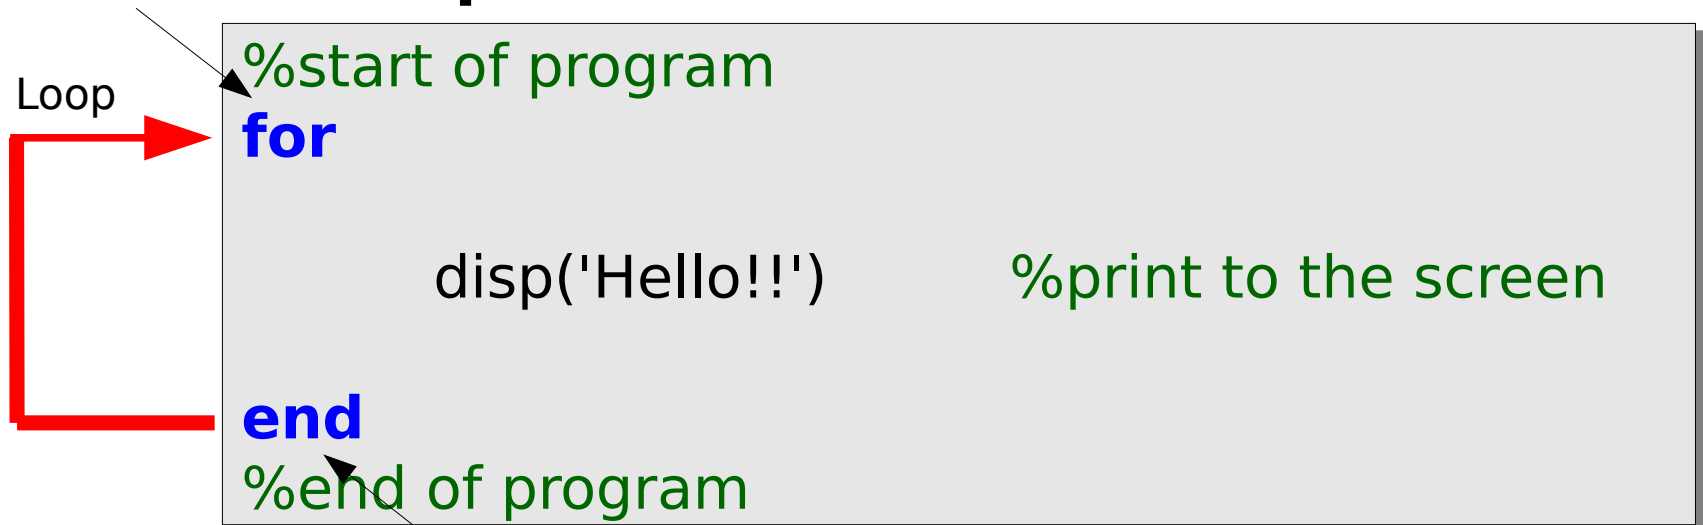 %start of program
Loop
for
disp('Hello!!') %print to the screen
end
%end of program